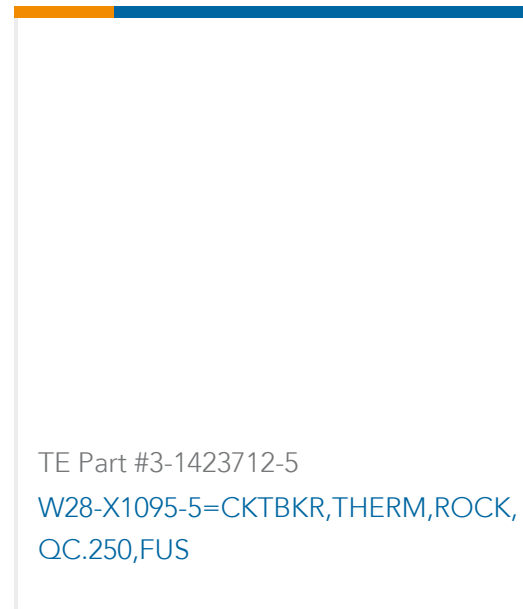 TE Part #3-1423712-5
W28-X1095-5=CKTBKR,THERM,ROCK,
QC.250,FUS